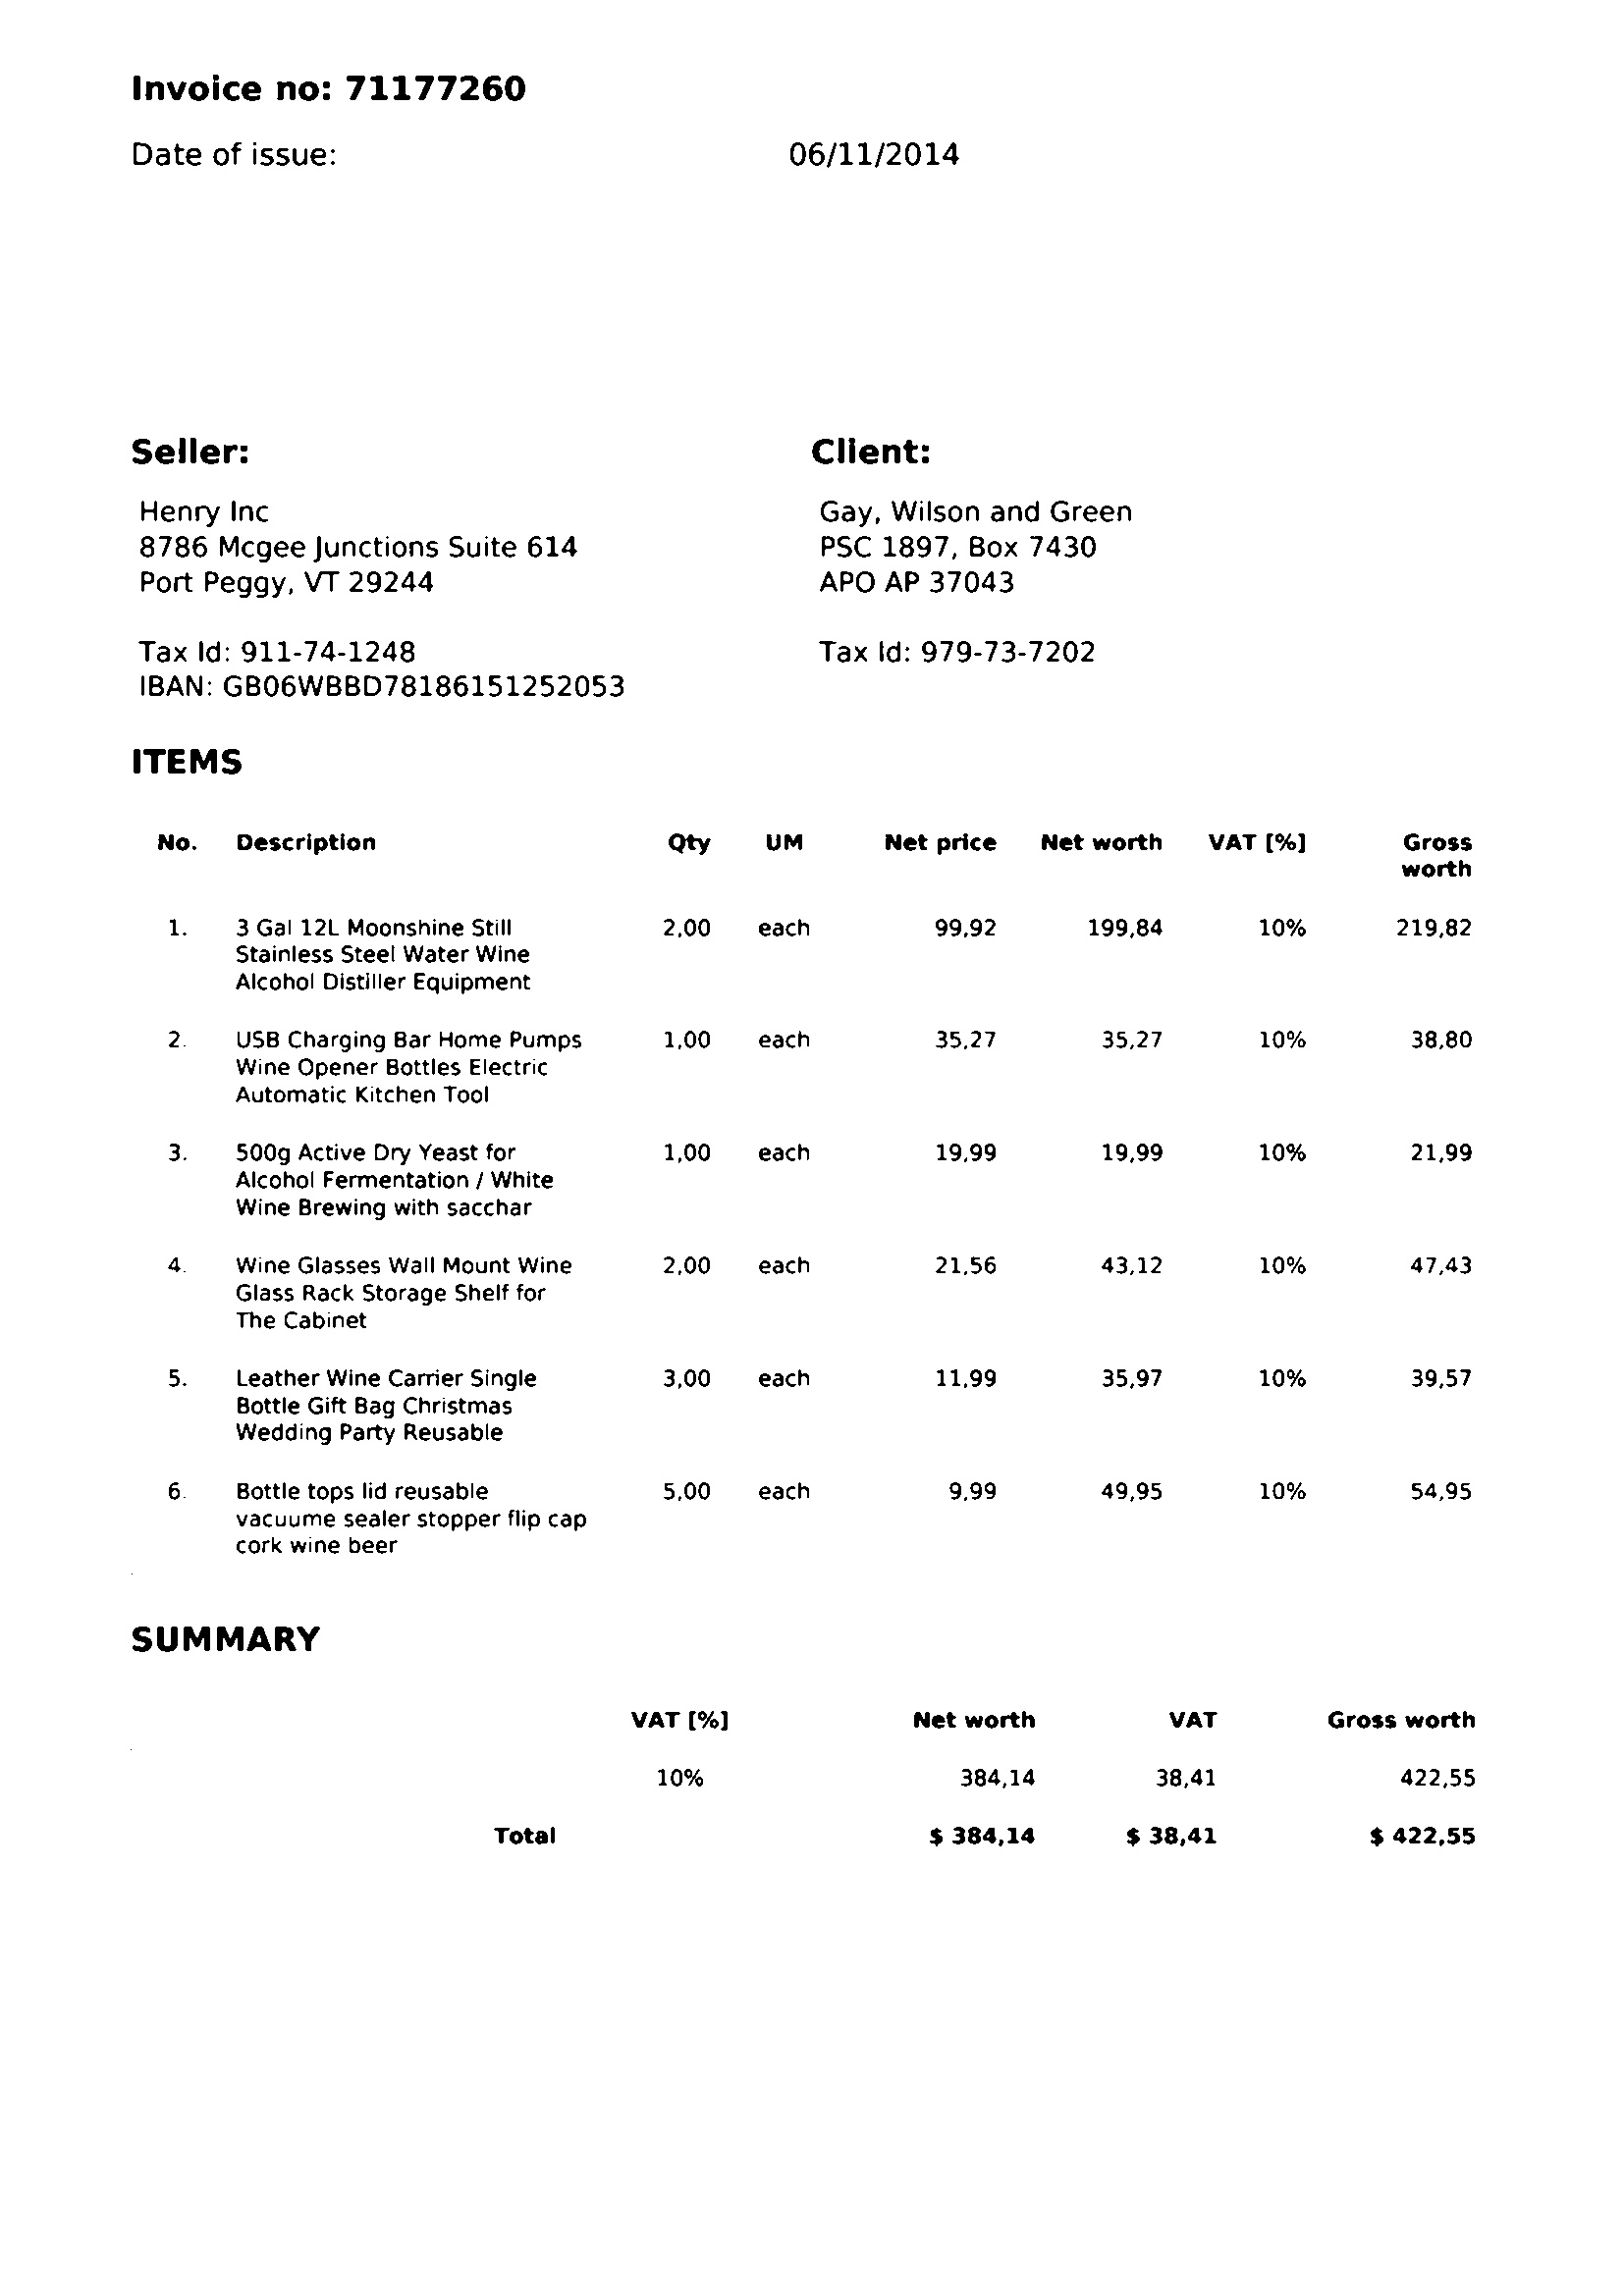 Invoice no: 71177260
Date of issue: 06/11/2014
Seller: Client:
Henry Inc Gay, Wilson and Green
8786 Mcgee Junctions Suite 614 PSC 1897, Box 7430
Port Peggy, VT 29244 APO AP 37043
Tax Id: 911-74-1248 Tax Id: 979-73-7202
IBAN: GB06WBBD78186151252053
ITEMS
No. Description Qty UM Net price Net worth VAT [%] Gross
worth
1. 3 Gal 12L Moonshine Still 2,00 each 99,92 199,84 10% 219,82
Stainless Steel Water Wine
Alcohol Distiller Equipment
2. USB Charging Bar Home Pumps 1,00 each 35,27 35,27 10% 38,80
Wine Opener Bottles Electric
Automatic Kitchen Tool
3. 500g Active Dry Yeast for 1,00 each 19,99 19,99 10% 21,99
Alcohol Fermentation / White
Wine Brewing with sacchar
4. Wine Glasses Wall Mount Wine 2,00 each 21,56 43,12 10% 47,43
Glass Rack Storage Shelf for
The Cabinet
5. Leather Wine Carrier Single 3,00 each 11,99 35,97 10% 39,57
Bottle Gift Bag Christmas
Wedding Party Reusable
6. Bottle tops lid reusable 5,00 each 9,99 49,95 10% 54,95
vacuume sealer stopper flip cap
cork wine beer
SUMMARY
VAT [%] Net worth VAT Gross worth
10% 384,14 38,41 422,55
Total $ 384,14 $ 38,41 $ 422,55